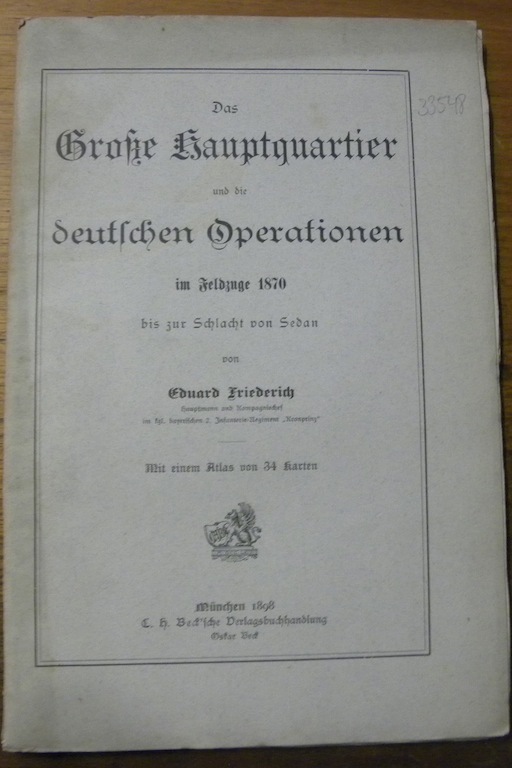 Das
Große Hauptquartier
und die
deutschen Operationen
im Feldzuge 1870
bis zur Schlacht von Sedan
von
Eduard Friederich
Hauptmann und Kompagniechef
im kgl. bayerischen 2. Infanterie-Regiment „Kronprinz“
Mit einem Atlas von 34 Karten
München 1898
C. H. Beck'sche Verlagsbuchhandlung
Oskar Beck
33548